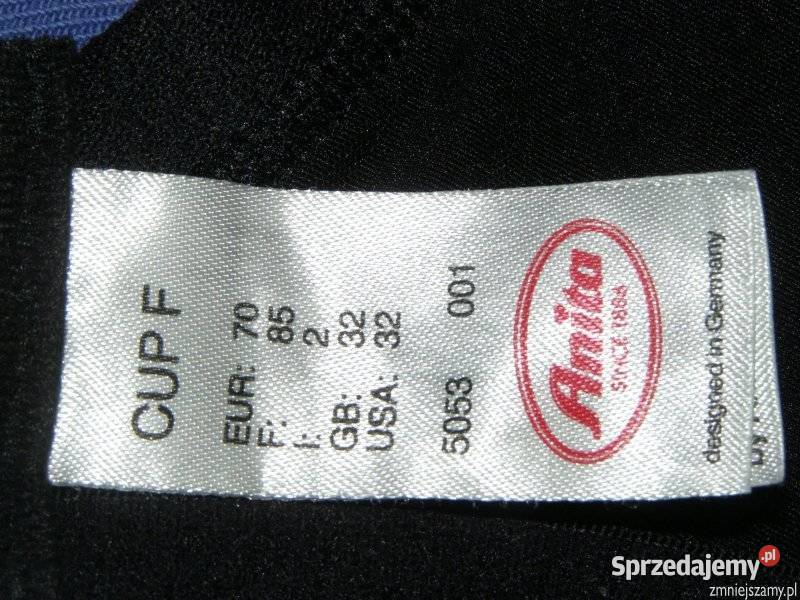 Anita
SINCE 1886
designed in Germany
5053 001
CUP F
EUR: 70
F: 85
I: 2
GB: 32
USA: 32
Sprzedajemy.pl
zmniejszamy.pl